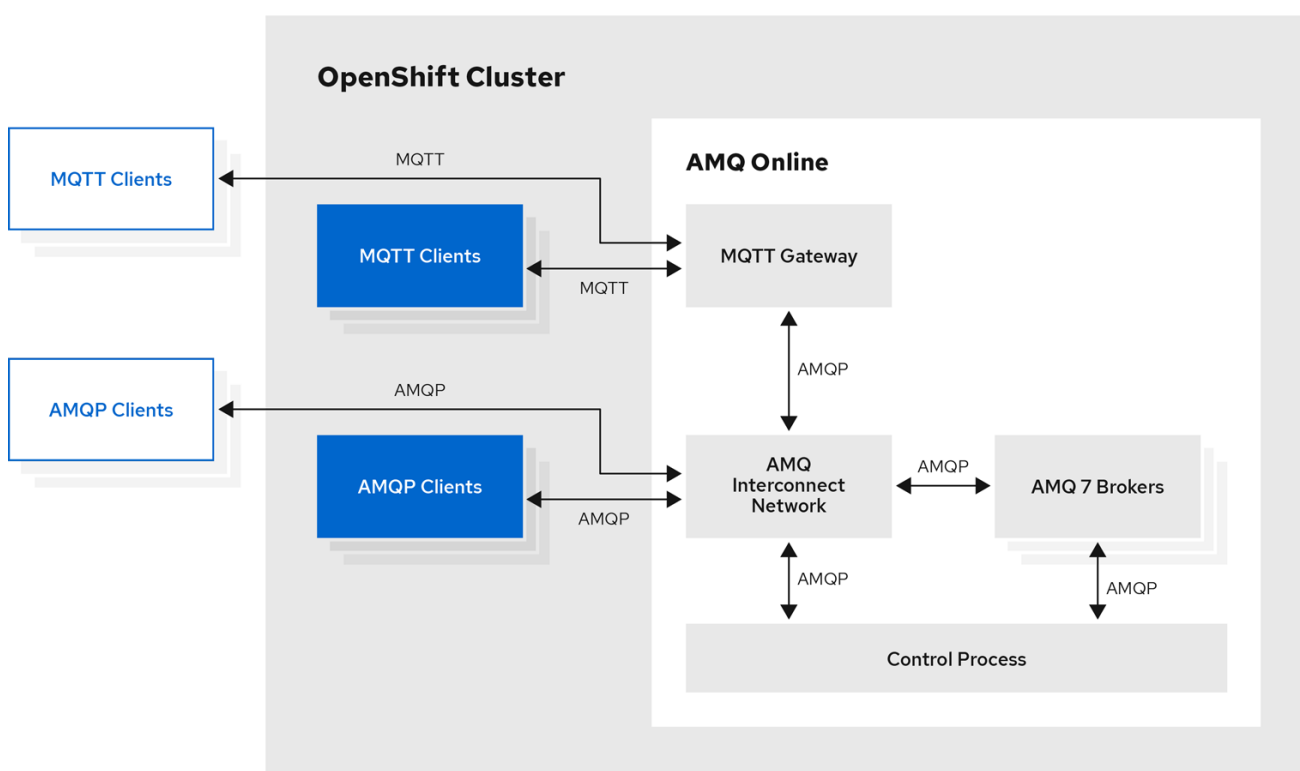 OpenShift Cluster
MQTT Clients
MQTT
AMQ Online
MQTT Clients
MQTT
MQTT Gateway
AMQP
AMQP Clients
AMQP
AMQP Clients
AMQP
AMQ
Interconnect
Network
AMQP
AMQ 7 Brokers
AMQP
AMQP
Control Process